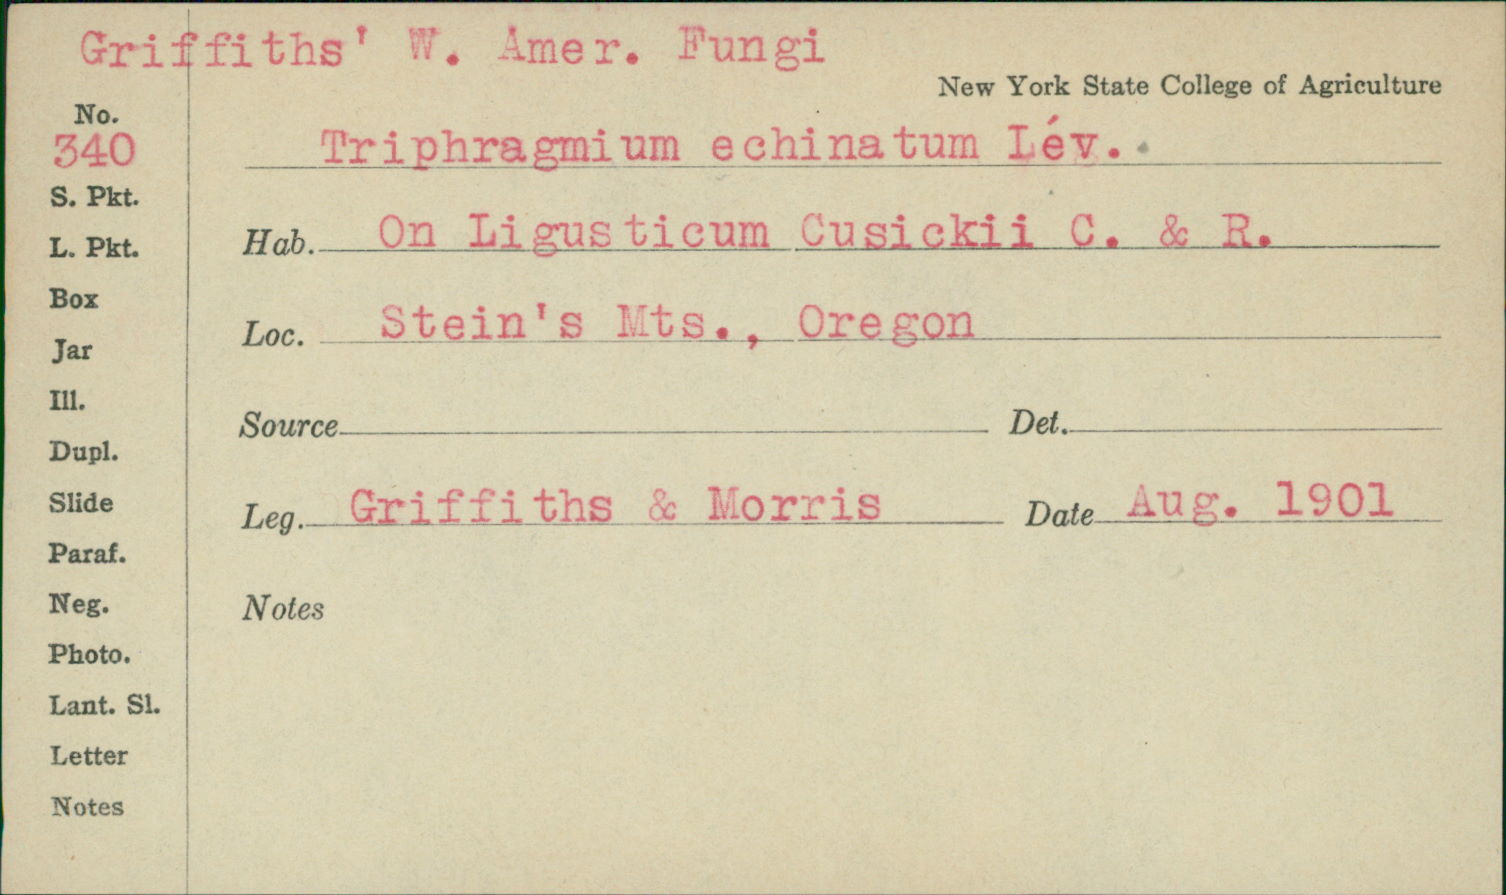 Griffiths' W. Amer. Fungi
New York State College of Agriculture
No.
340
Triphragmium echinatum Lév.
S. Pkt.
L. Pkt.
Hab. On Ligusticum Cusickii C. & R.
Box
Loc. Stein's Mts., Oregon
Jar
Ill.
Source Det.
Dupl.
Slide
Leg. Griffiths & Morris Date Aug. 1901
Paraf.
Neg.
Notes
Photo.
Lant. Sl.
Letter
Notes